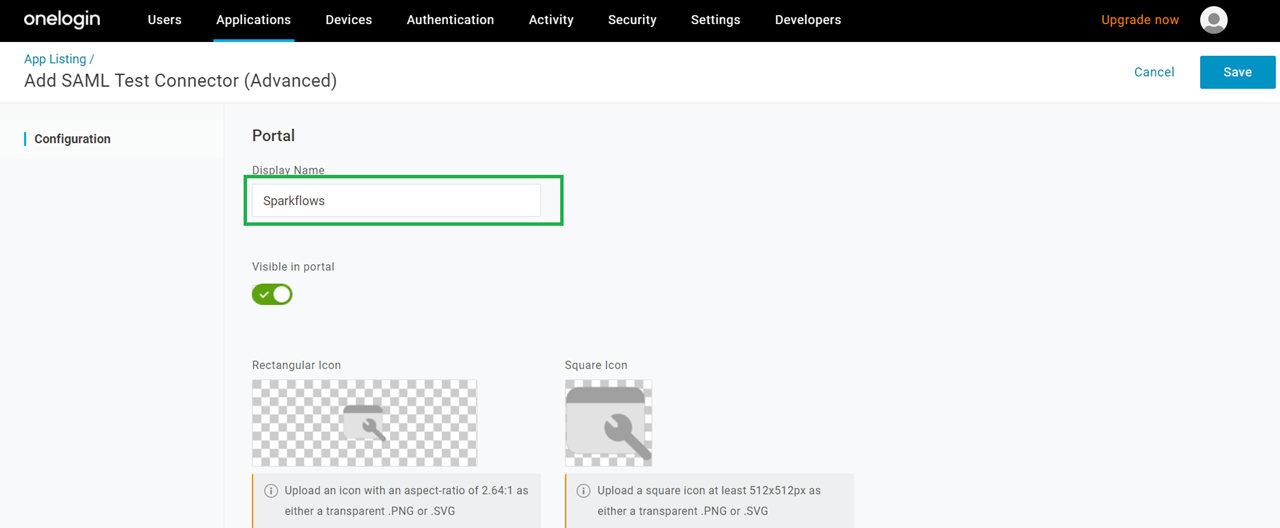 onelogin Users Applications Devices Authentication Activity Security Settings Developers Upgrade now
App Listing /
Add SAML Test Connector (Advanced)
Cancel Save
Configuration
Portal
Display Name
Sparkflows
Visible in portal
Rectangular Icon
Square Icon
Upload an icon with an aspect-ratio of 2.64:1 as
either a transparent .PNG or .SVG
Upload a square icon at least 512x512px as
either a transparent .PNG or .SVG